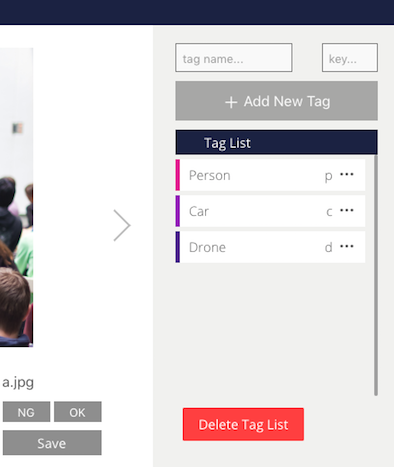 tag name... key...
+ Add New Tag
Tag List
Person p ...
Car c ...
Drone d ...
a.jpg
NG OK
Save
Delete Tag List